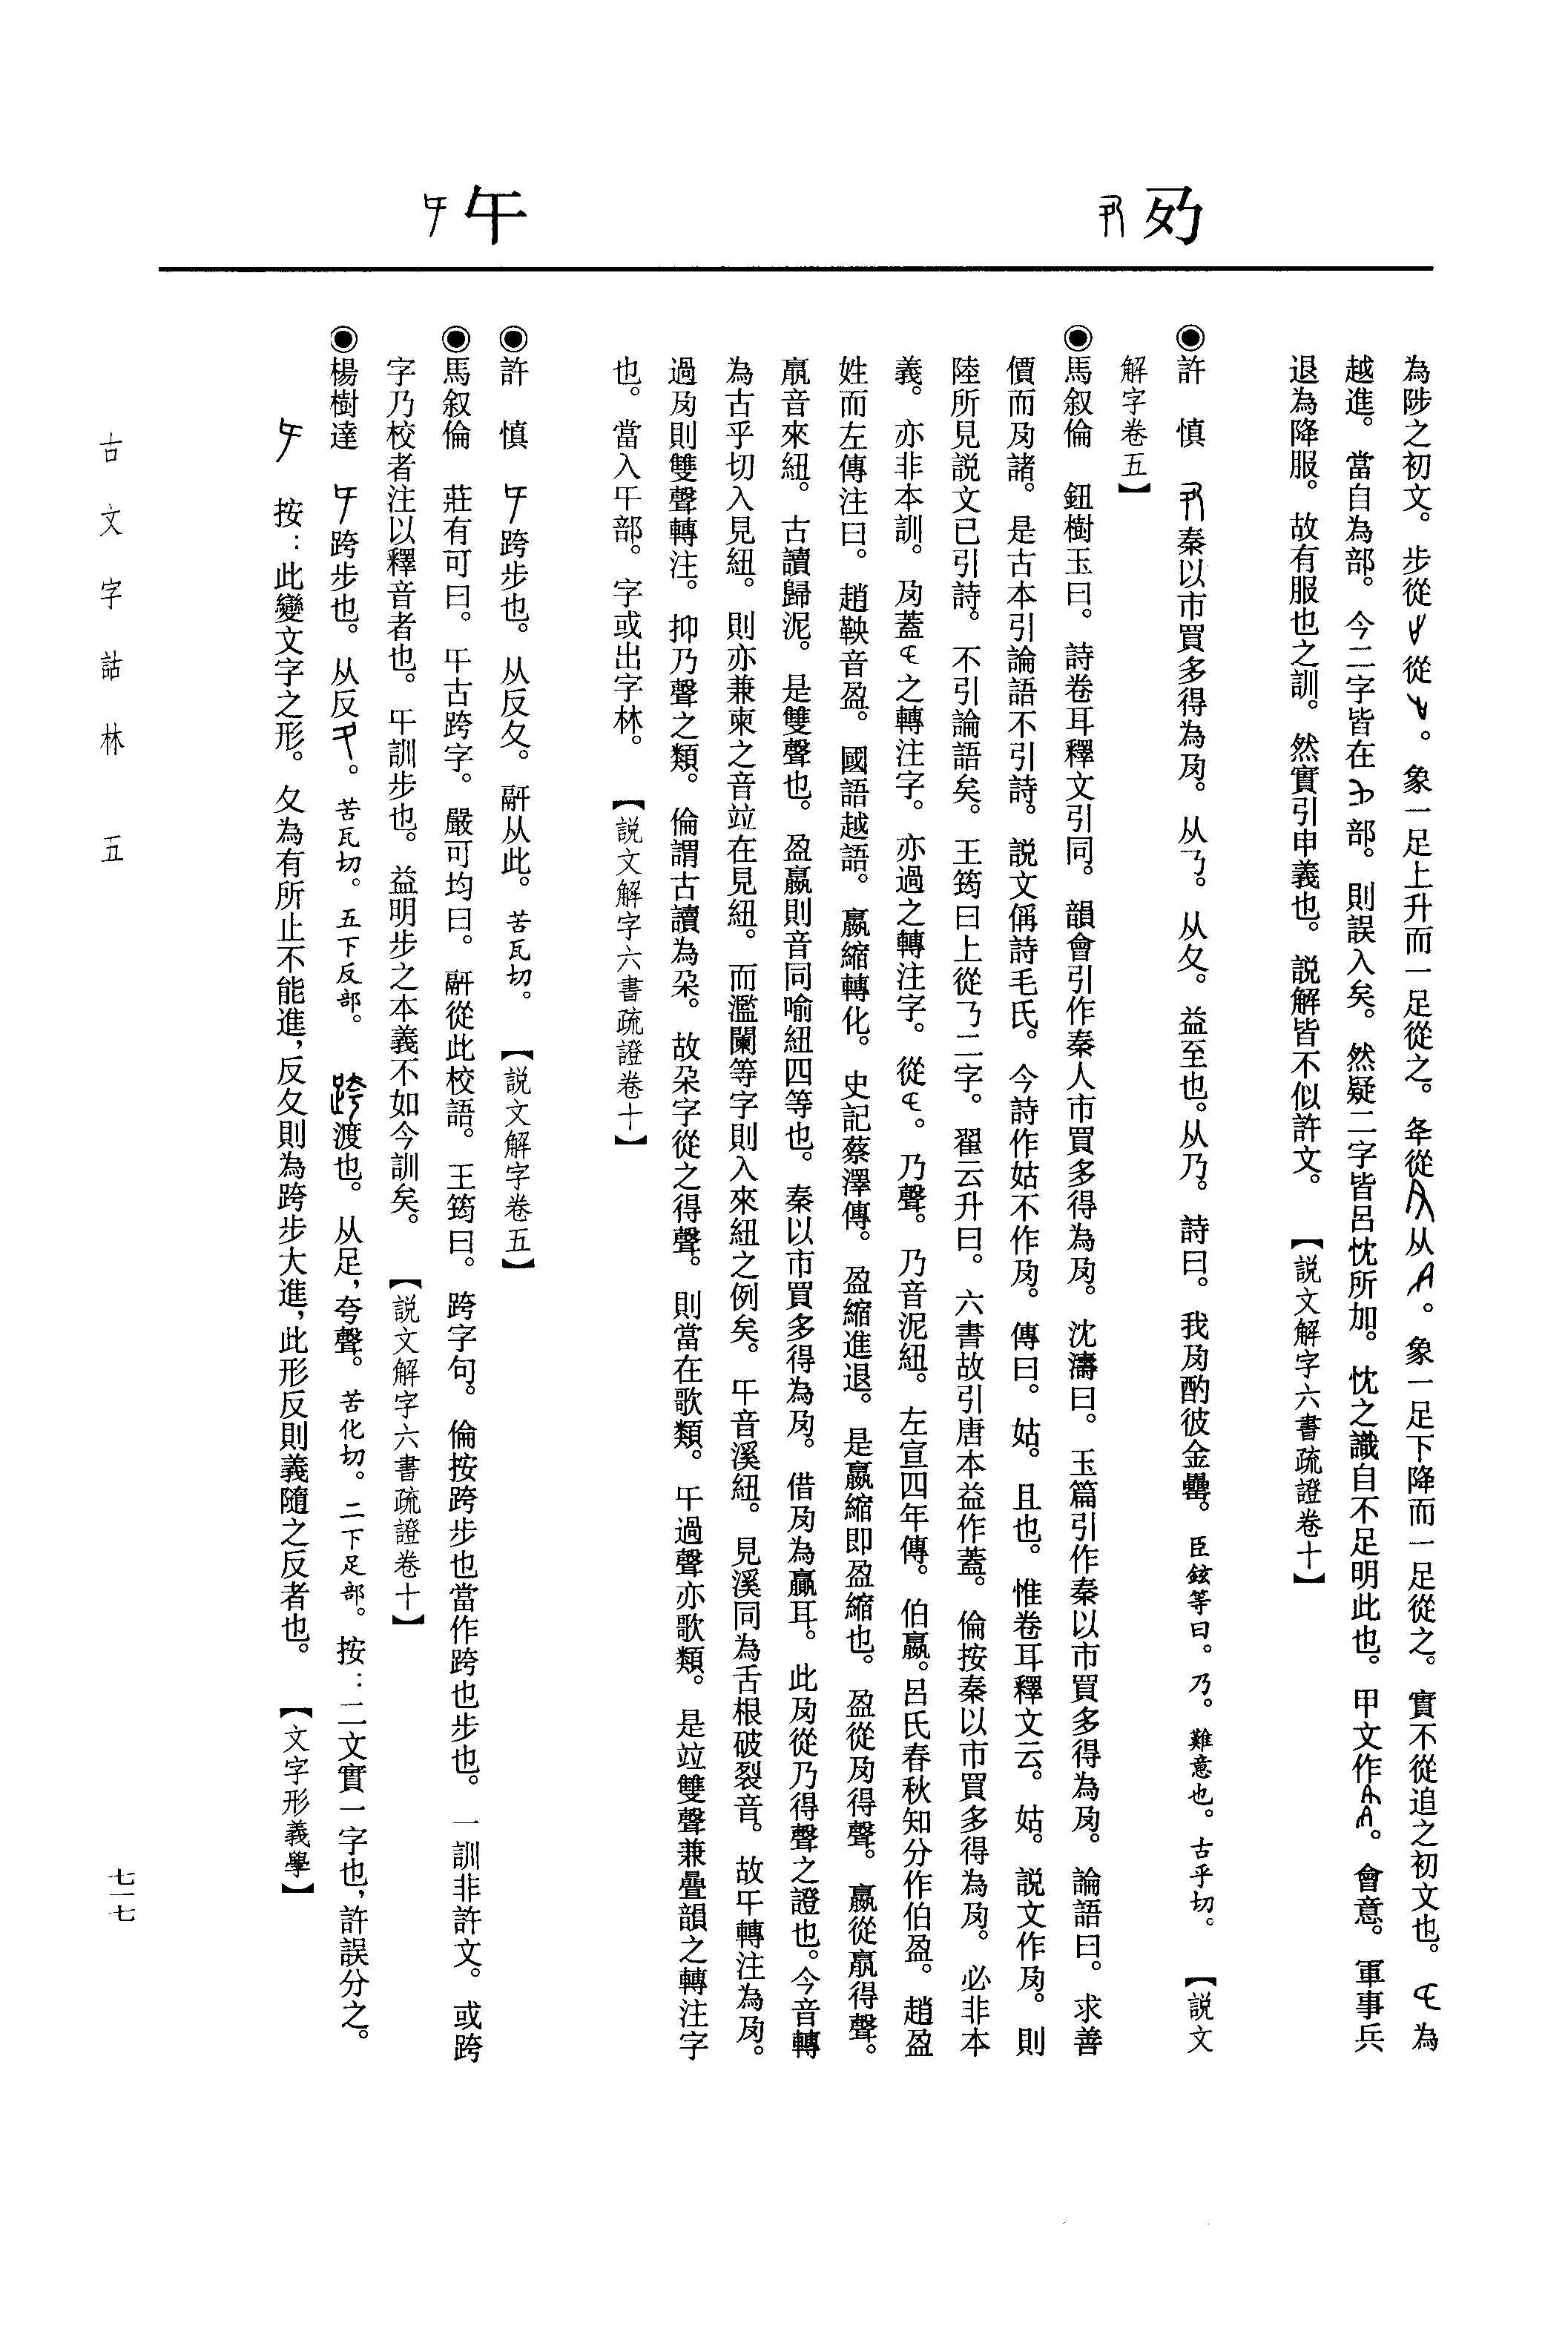 夃
㐄
為陟之初文。步從從。象一足上升而一足從之。夅從从。象一足下降而一足從之。實不從迨之初文也。為
越進。當自為部。今二字皆在部。則誤入矣。然疑二字皆呂忱所加。忱之識自不足明此也。甲文作。會意。軍事兵
退為降服。故有服也之訓。然實引申義也。説解皆不似許文。【説文解字六書疏證卷十】
◉許　慎　秦以市買多得為夃。从㇋。从夂。益至也。从乃。詩曰。我夃酌彼金罍。臣鉉等曰。乃。難意也。古乎切。【説文
解字卷五】
◉馬叙倫　鈕樹玉曰。詩卷耳釋文引同。韻會引作秦人市買多得為夃。沈濤曰。玉篇引作秦以市買多得為夃。論語曰。求善
價而夃諸。是古本引論語不引詩。説文偁詩毛氏。今詩作姑不作夃。傳曰。姑。且也。惟卷耳釋文云。姑。説文作夃。則
陸所見説文已引詩。不引論語矣。王筠曰上從乃二字。翟云升曰。六書故引唐本益作蓋。倫按秦以市買多得為夃。必非本
義。亦非本訓。夃蓋之轉注字。亦過之轉注字。從。乃聲。乃音泥紐。左宣四年傳。伯嬴。呂氏春秋知分作伯盈。趙盈
姓而左傳注曰。趙鞅音盈。國語越語。嬴縮轉化。史記蔡澤傳。盈縮進退。是嬴縮即盈縮也。盈從夃得聲。嬴從㼖得聲。
㼖音來紐。古讀歸泥。是雙聲也。盈嬴則音同喻紐四等也。秦以市買多得為夃。借夃為贏耳。此夃從乃得聲之證也。今音轉
為古乎切入見紐。則亦兼柬之音竝在見紐。而濫闌等字則入來紐之例矣。㐄音溪紐。見溪同為舌根破裂音。故㐄轉注為夃。
過夃則雙聲轉注。抑乃聲之類。倫謂古讀為朶。故朶字從之得聲。則當在歌類。㐄過聲亦歌類。是竝雙聲兼疊韻之轉注字
也。當入㐄部。字或出字林。【説文解字六書疏證卷十】
◉許　慎　跨步也。从反夂。𨵦从此。苦瓦切。【説文解字卷五】
◉馬叙倫　莊有可曰。㐄古跨字。嚴可均曰。從此校語。王筠曰。跨字句。倫按跨步也當作跨也步也。一訓非許文。或跨
字乃校者注以釋音者也。㐄訓步也。益明步之本義不如今訓矣。【説文解字六書疏證卷十】
◉楊樹達　跨步也。从反。苦瓦切。五下反部。渡也。从足，夸聲。苦化切。二下足部。按：二文實一字也，許誤分之。
按：此變文字之形。夂為有所止不能進，反夂則為跨步大進，此形反則義隨之反者也。【文字形義學】
古文字詁林　五
七一七